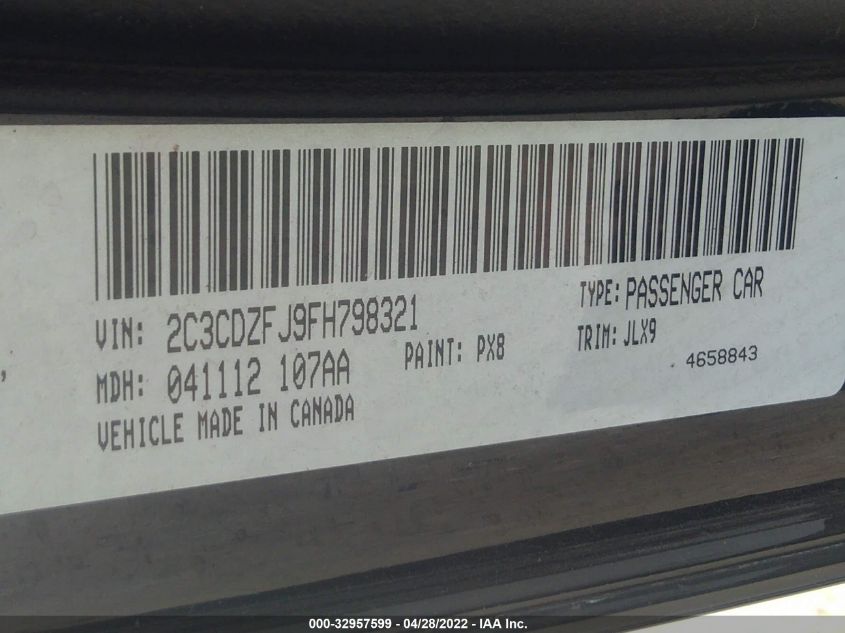 VIN: 2C3CDZFJ9FH798321 TYPE: PASSENGER CAR
MDH: 041112 107AA PAINT: PX8 TRIM: JLX9
VEHICLE MADE IN CANADA 4658843
000-32957599 - 04/28/2022 - IAA Inc.